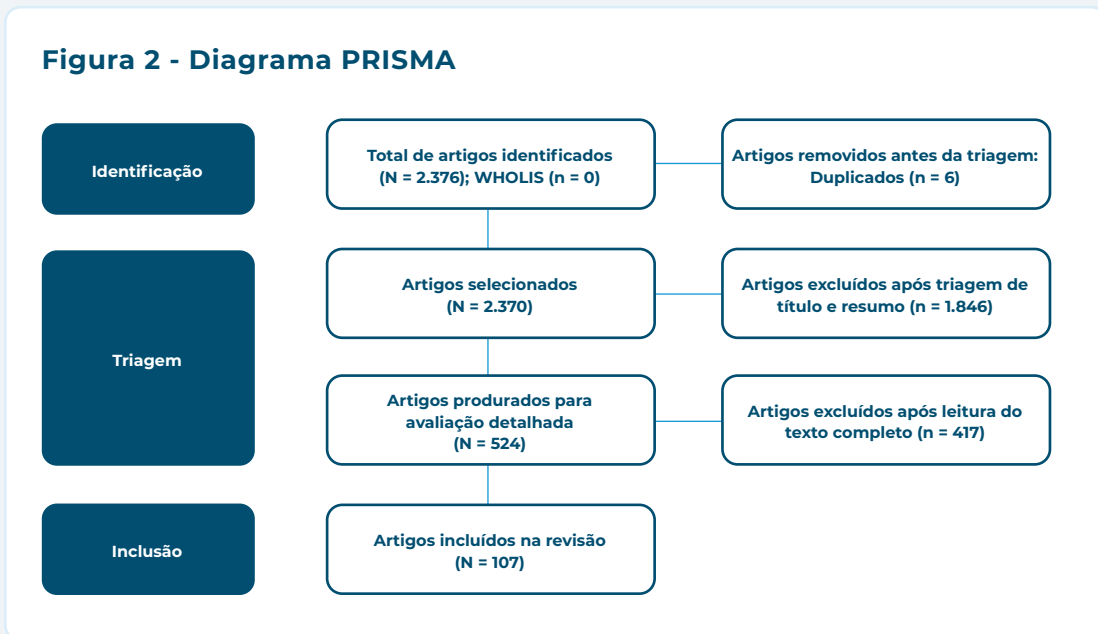 Figura 2 - Diagrama PRISMA
Identificação
Total de artigos identificados
(N = 2.376); WHOLIS (n = 0)
Artigos removidos antes da triagem:
Duplicados (n = 6)
Triagem
Artigos selecionados
(N = 2.370)
Artigos excluídos após triagem de
título e resumo (n = 1.846)
Artigos produrados para
avaliação detalhada
(N = 524)
Artigos excluídos após leitura do
texto completo (n = 417)
Inclusão
Artigos incluídos na revisão
(N = 107)